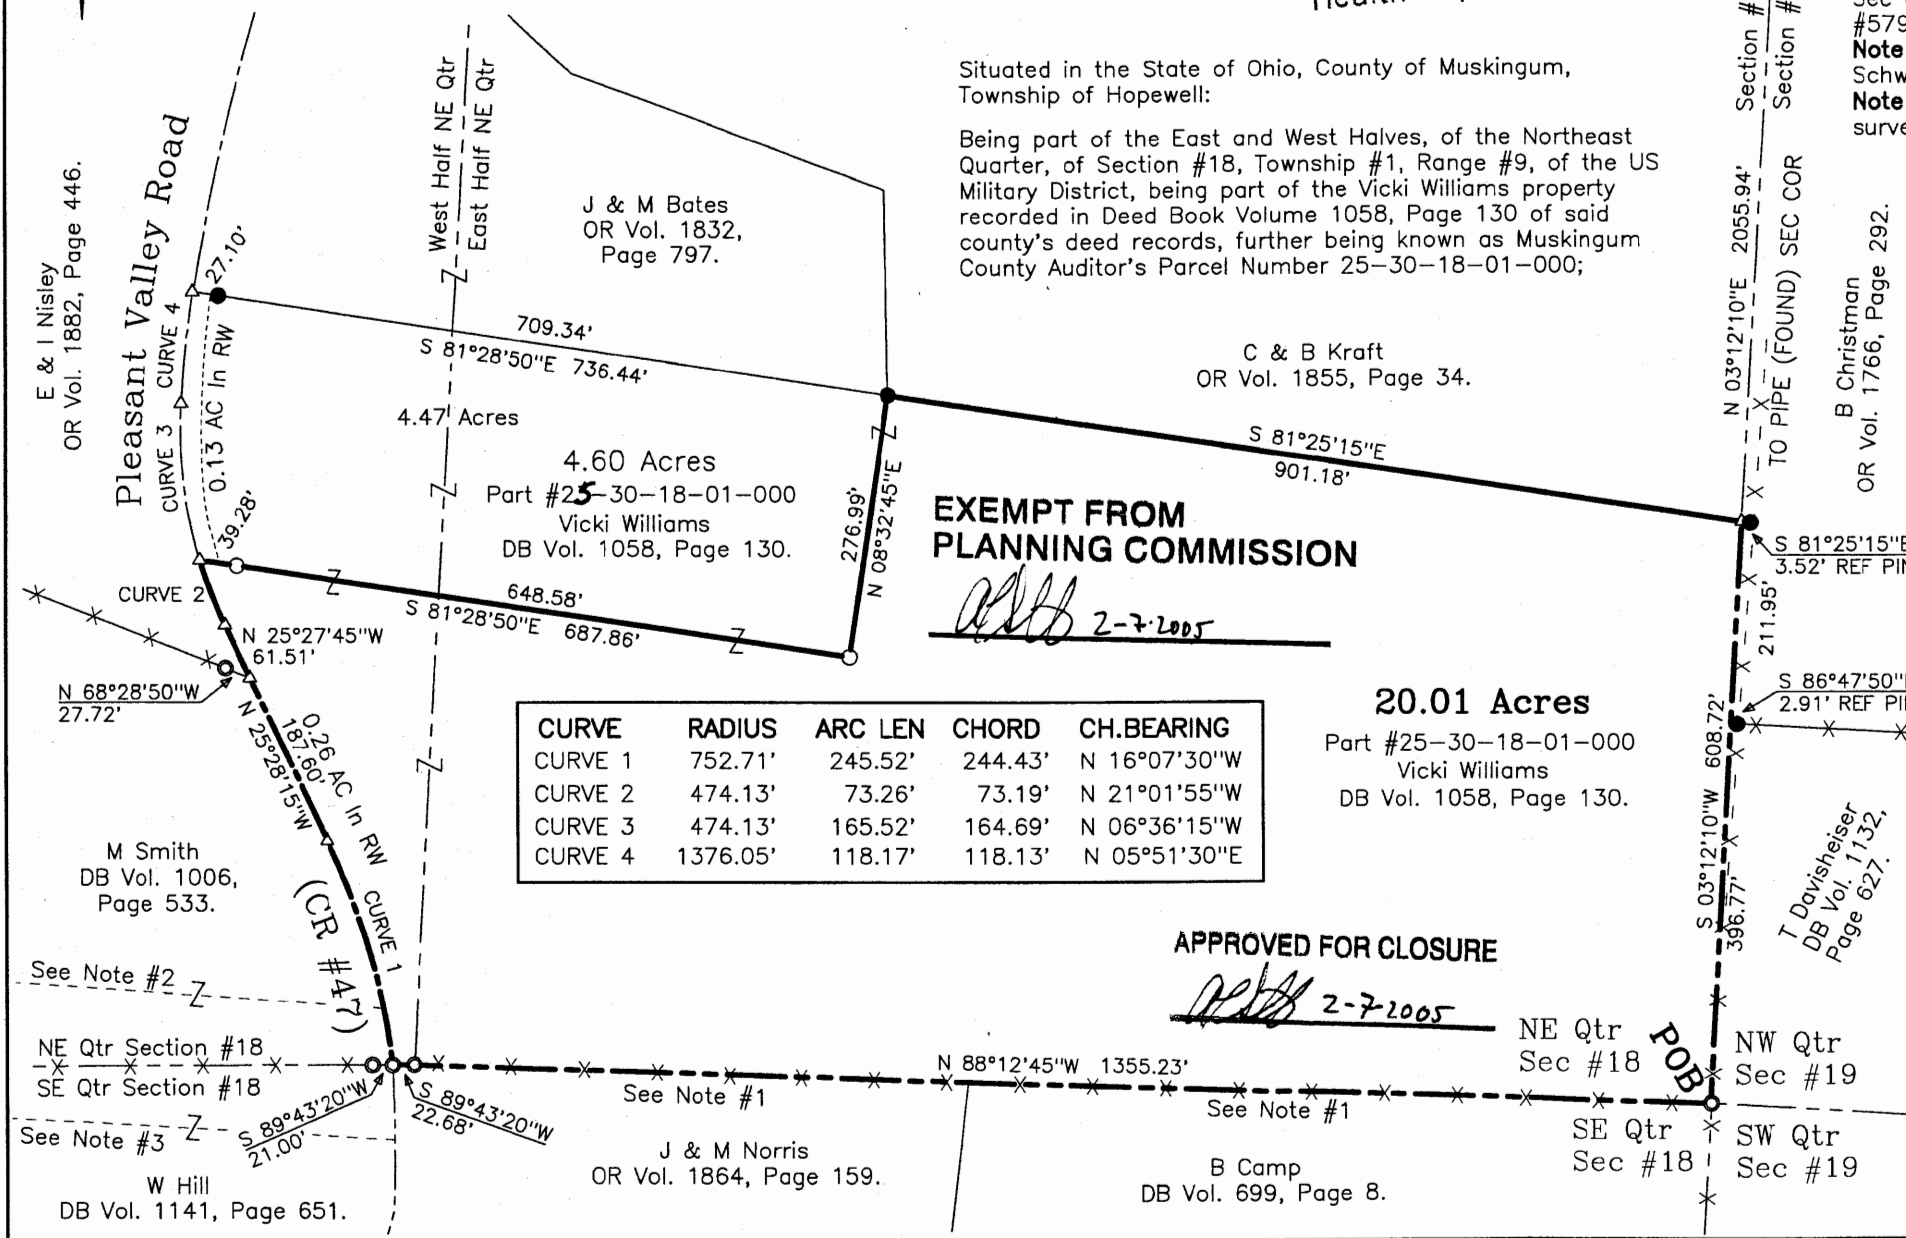 Situated in the State of Ohio, County of Muskingum,
Township of Hopewell:
Being part of the East and West Halves, of the Northeast
Quarter, of Section #18, Township #1, Range #9, of the US
Military District, being part of the Vicki Williams property
recorded in Deed Book Volume 1058, Page 130 of said
county's deed records, further being known as Muskingum
County Auditor's Parcel Number 25-30-18-01-000;
#579
Note
Schw
Note
surve
Section #
Section #
N 03°12'10"E 2055.94'
TO PIPE (FOUND) SEC COR
B Christman
OR Vol. 1766, Page 292.
E & I Nisley
OR Vol. 1882, Page 446.
Pleasant Valley Road
CURVE 3 CURVE 4
0.13 AC In RW
27.10'
39.28'
West Half NE Qtr
East Half NE Qtr
J & M Bates
OR Vol. 1832,
Page 797.
709.34'
S 81°28'50"E 736.44'
C & B Kraft
OR Vol. 1855, Page 34.
S 81°25'15"E
901.18'
4.47 Acres
4.60 Acres
Part #25-30-18-01-000
Vicki Williams
DB Vol. 1058, Page 130.
276.99'
N 08°32'45"E
EXEMPT FROM
PLANNING COMMISSION
2-7-2005
S 81°25'15"E
3.52' REF PIN
211.95'
S 86°47'50"
2.91' REF PIN
CURVE 2
648.58'
S 81°28'50"E 687.86'
N 25°27'45"W
61.51'
N 68°28'50"W
27.72'
0.26 AC In RW
187.60'
N 25°28'15"W
CURVE RADIUS ARC LEN CHORD CH.BEARING
CURVE 1 752.71' 245.52' 244.43' N 16°07'30"W
CURVE 2 474.13' 73.26' 73.19' N 21°01'55"W
CURVE 3 474.13' 165.52' 164.69' N 06°36'15"W
CURVE 4 1376.05' 118.17' 118.13' N 05°51'30"E
20.01 Acres
Part #25-30-18-01-000
Vicki Williams
DB Vol. 1058, Page 130.
S 03°12'10"W 608.72'
396.77'
T Davisheiser
DB Vol. 1132,
Page 627.
M Smith
DB Vol. 1006,
Page 533.
CURVE 1
(CR #47)
See Note #2
APPROVED FOR CLOSURE
2-7-2005
NE Qtr Section #18
SE Qtr Section #18
S 89°43'20"W
21.00'
S 89°43'20"W
22.68'
N 88°12'45"W 1355.23'
See Note #1
See Note #1
NE Qtr
Sec #18
POB
NW Qtr
Sec #19
SE Qtr
Sec #18
SW Qtr
Sec #19
See Note #3
W Hill
DB Vol. 1141, Page 651.
J & M Norris
OR Vol. 1864, Page 159.
B Camp
DB Vol. 699, Page 8.